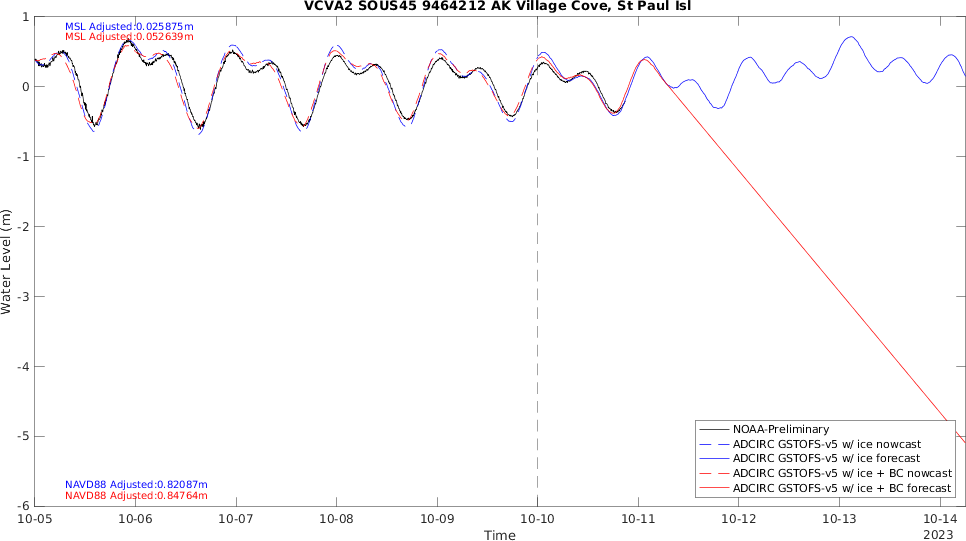 VCVA2 SOUS45 9464212 AK Village Cove, St Paul Isl
MSL Adjusted:0.025875m
MSL Adjusted:0.052639m
1
0
-1
-2
-3
-4
-5
-6
Water Level (m)
NAVD88 Adjusted:0.82087m
NAVD88 Adjusted:0.84764m
NOAA-Preliminary
ADCIRC GSTOFS-v5 w/ ice nowcast
ADCIRC GSTOFS-v5 w/ ice forecast
ADCIRC GSTOFS-v5 w/ ice + BC nowcast
ADCIRC GSTOFS-v5 w/ ice + BC forecast
10-05 10-06 10-07 10-08 10-09 10-10 10-11 10-12 10-13 10-14
2023
Time